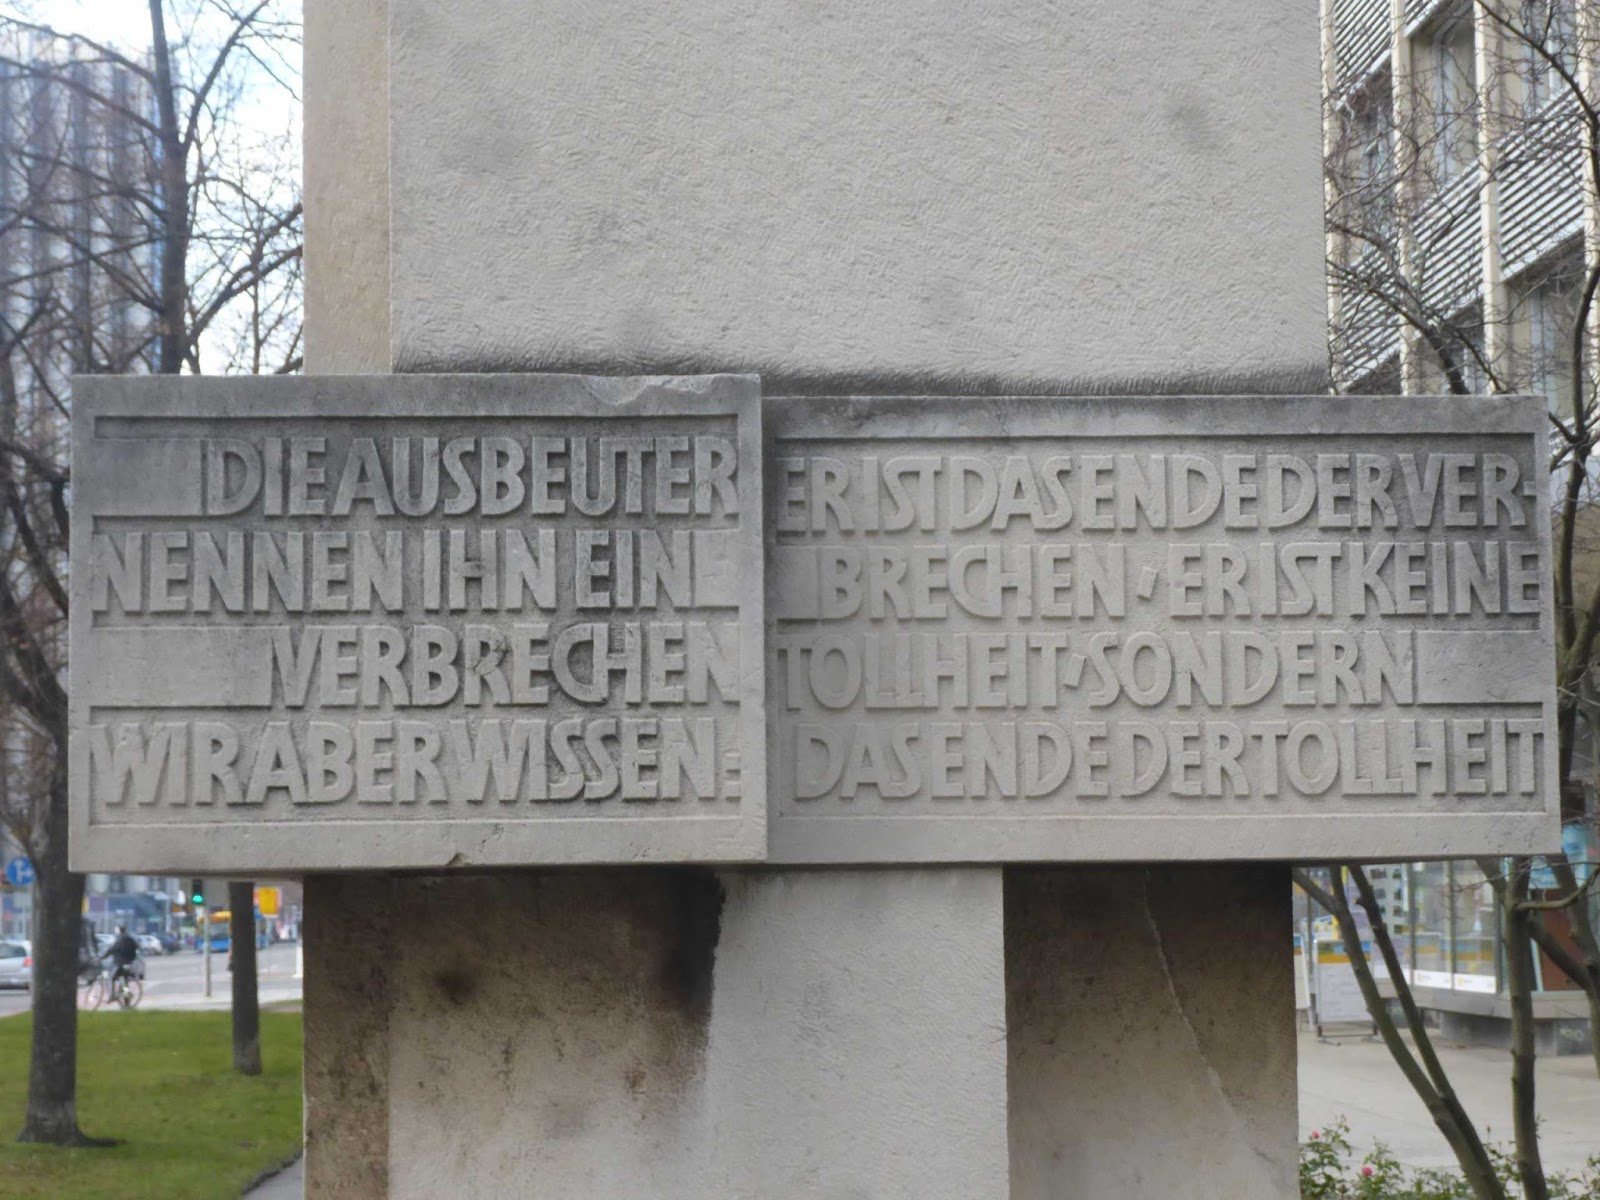 DIE AUSBEUTER
NENNEN IHN EIN
VERBRECHEN
WIR ABER WISSEN:
ER IST DAS ENDE DER VER-
BRECHEN, ER IST KEINE
TOLLHEIT, SONDERN
DAS ENDE DER TOLLHEIT